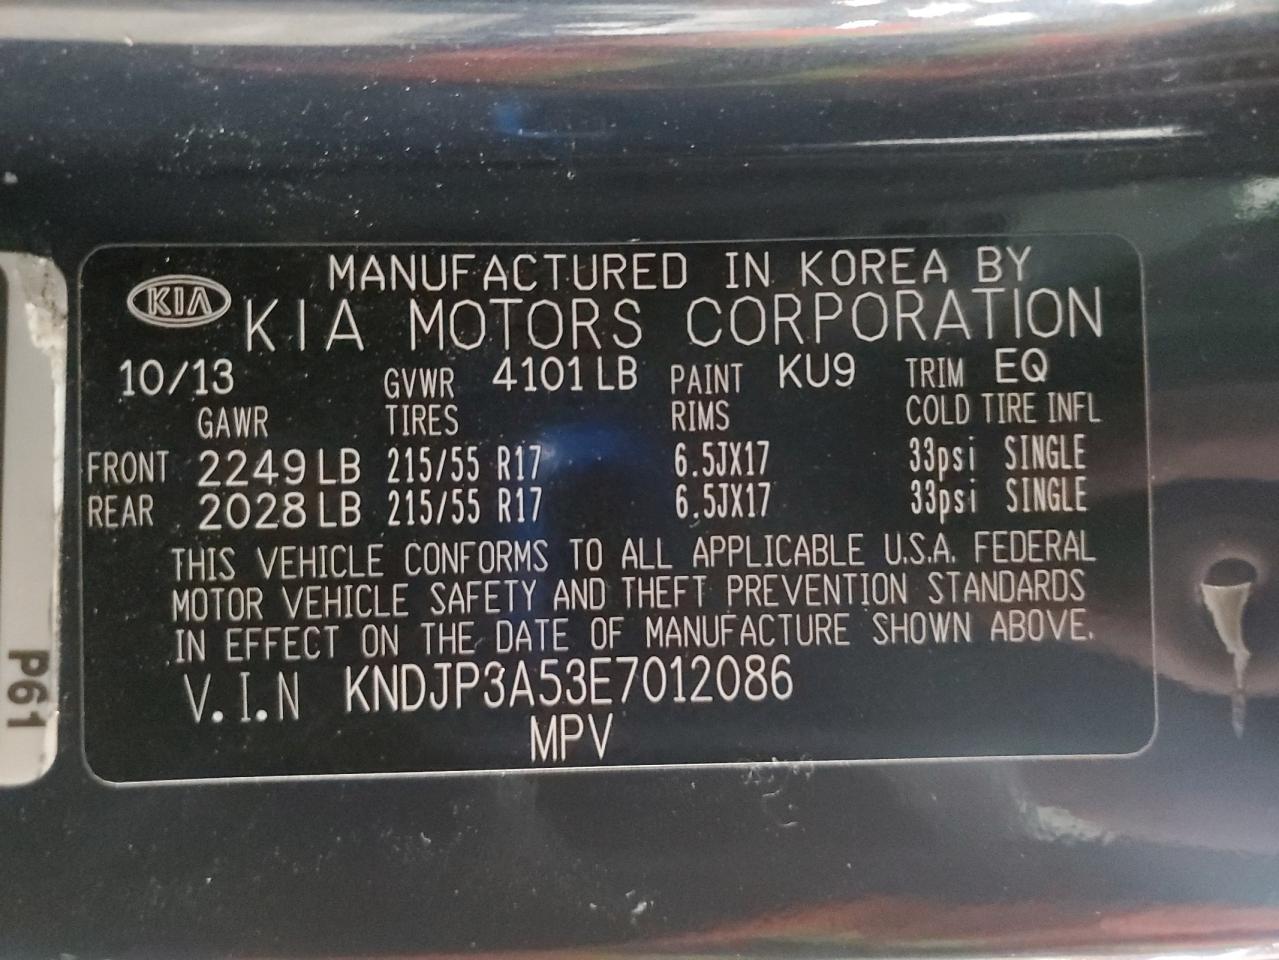 MANUFACTURED IN KOREA BY
KIA KIA MOTORS CORPORATION
10/13 GVWR 4101 LB PAINT KU9 TRIM EQ
GAWR TIRES RIMS COLD TIRE INFL
FRONT 2249 LB 215/55 R17 6.5JX17 33psi SINGLE
REAR 2028 LB 215/55 R17 6.5JX17 33psi SINGLE
THIS VEHICLE CONFORMS TO ALL APPLICABLE U.S.A. FEDERAL
MOTOR VEHICLE SAFETY AND THEFT PREVENTION STANDARDS
IN EFFECT ON THE DATE OF MANUFACTURE SHOWN ABOVE.
V.I.N KNDJP3A53E7012086
MPV
P61